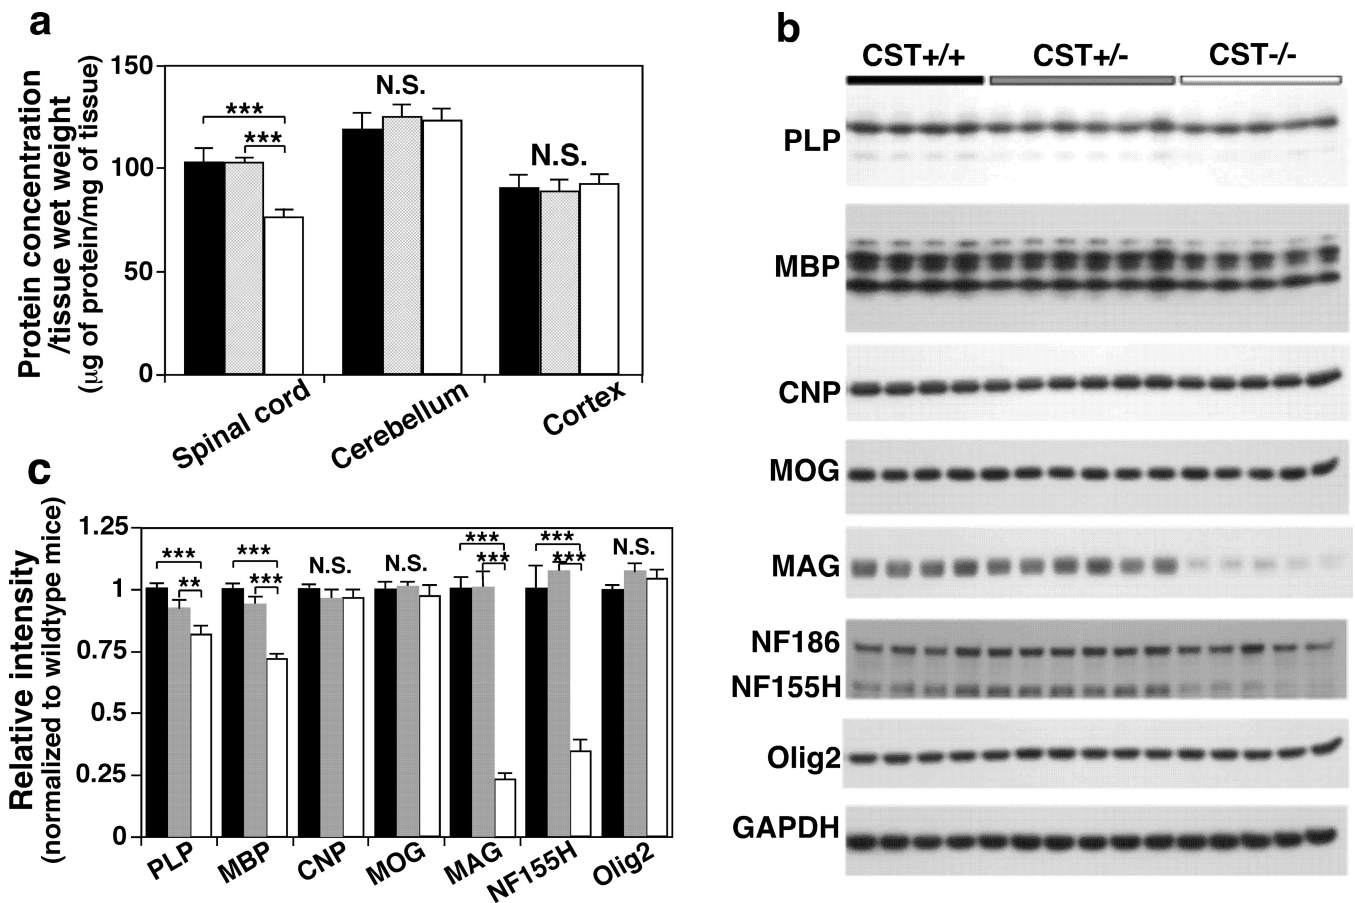 a
Protein concentration
/tissue wet weight
(μg of protein/mg of tissue)
150
100
50
0
***
***
N.S.
N.S.
Spinal cord
Cerebellum
Cortex
b
CST+/+ CST+/- CST-/-
PLP
MBP
CNP
MOG
MAG
NF186
NF155H
Olig2
GAPDH
c
Relative intensity
(normalized to wildtype mice)
1.25
1
0.75
0.5
0.25
0
***
**
***
***
N.S.
N.S.
***
***
***
***
N.S.
PLP
MBP
CNP
MOG
MAG
NF155H
Olig2